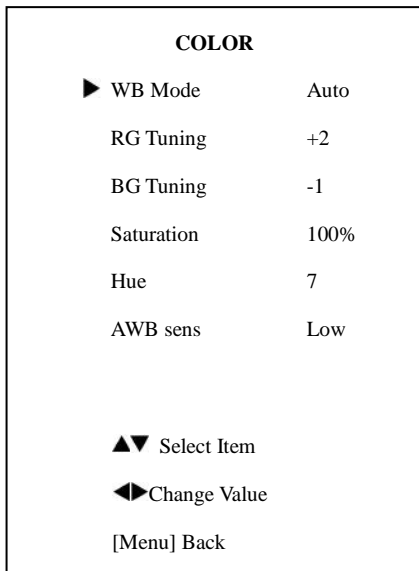 COLOR
▶ WB Mode Auto
RG Tuning +2
BG Tuning -1
Saturation 100%
Hue 7
AWB sens Low
▲▼ Select Item
◀▶Change Value
[Menu] Back